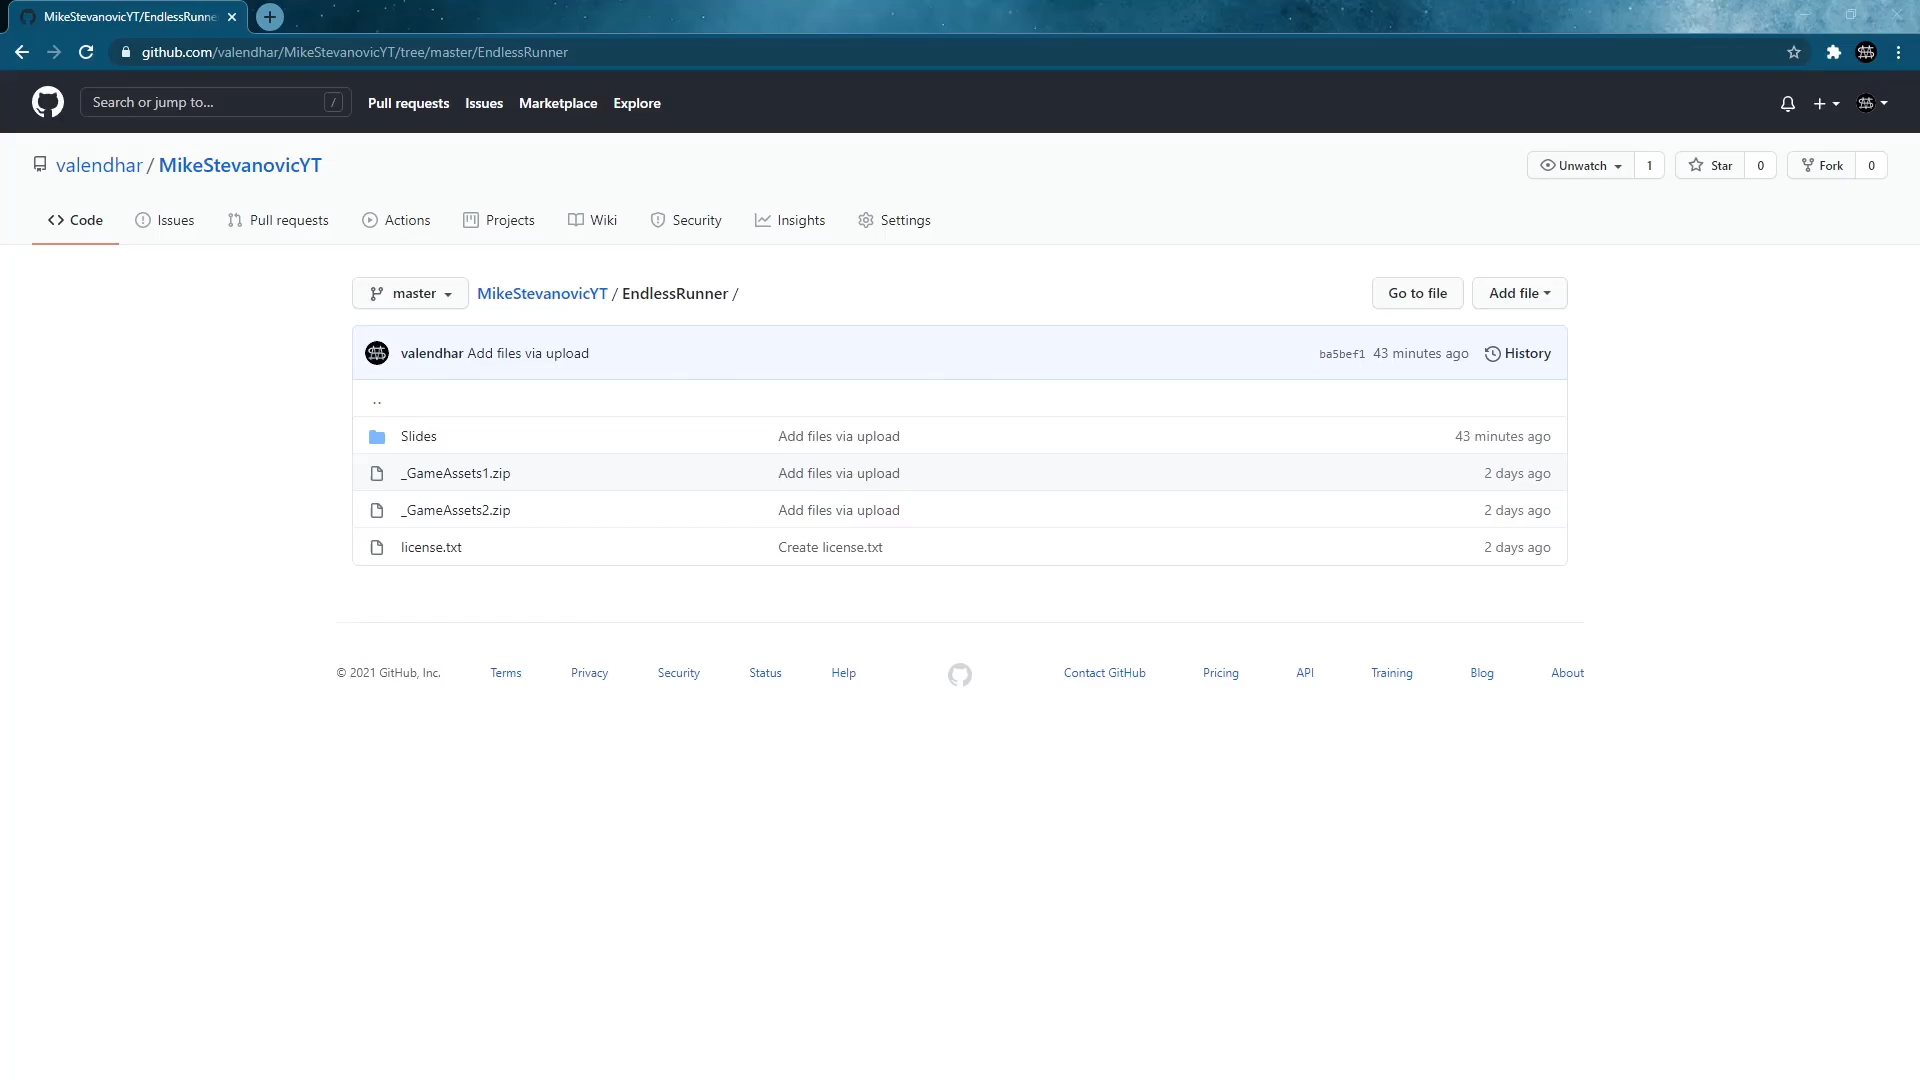 MikeStevanovicYT/EndlessRunne
github.com/valendhar/MikeStevanovicYT/tree/master/EndlessRunner
Search or jump to... / Pull requests Issues Marketplace Explore
valendhar / MikeStevanovicYT Unwatch 1 Star 0 Fork 0
Code Issues Pull requests Actions Projects Wiki Security Insights Settings
master MikeStevanovicYT / EndlessRunner / Go to file Add file
valendhar Add files via upload ba5bef1 43 minutes ago History
..
Slides Add files via upload 43 minutes ago
_GameAssets1.zip Add files via upload 2 days ago
_GameAssets2.zip Add files via upload 2 days ago
license.txt Create license.txt 2 days ago
© 2021 GitHub, Inc. Terms Privacy Security Status Help Contact GitHub Pricing API Training Blog About